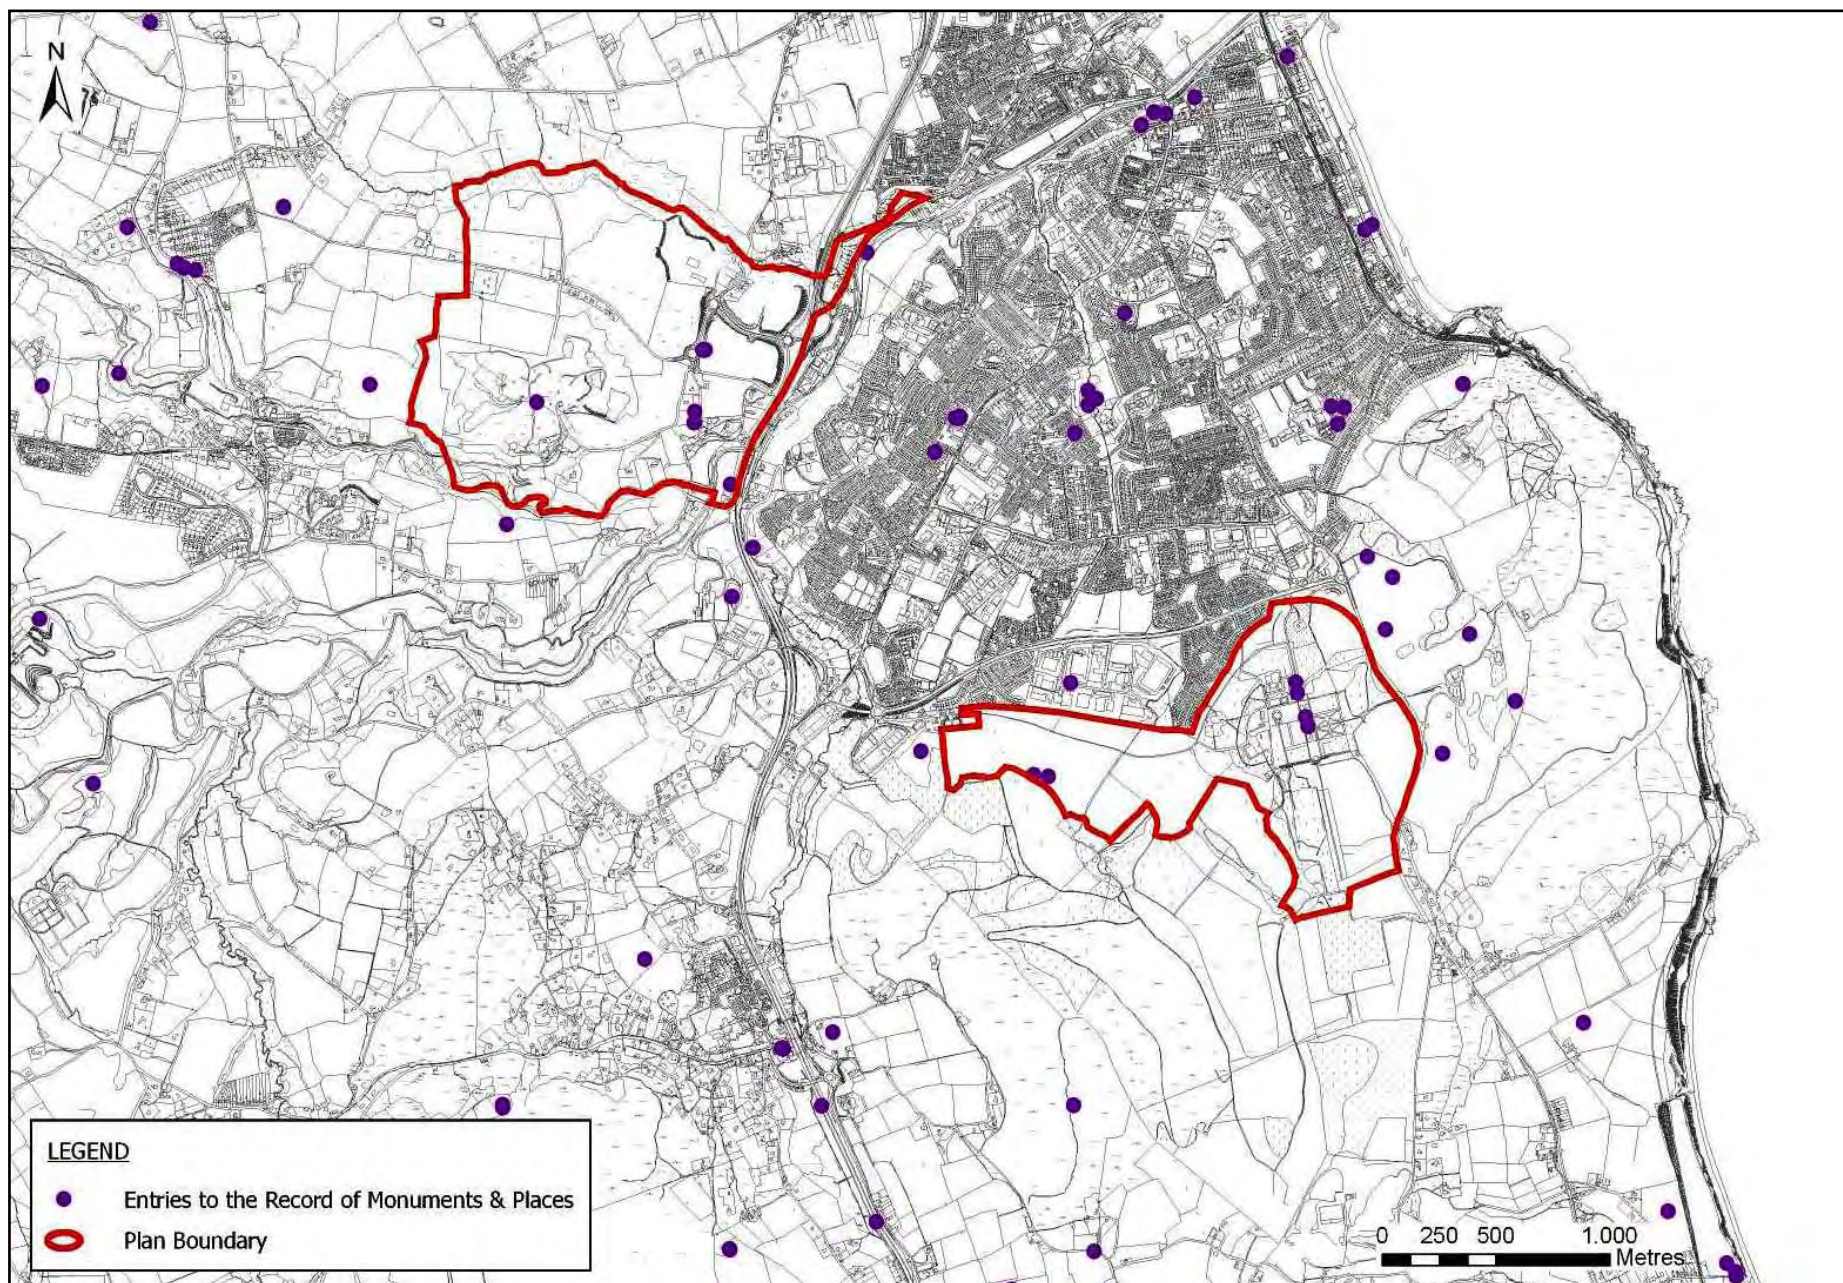 N
LEGEND
Entries to the Record of Monuments & Places
Plan Boundary
0 250 500 1.000
Metres